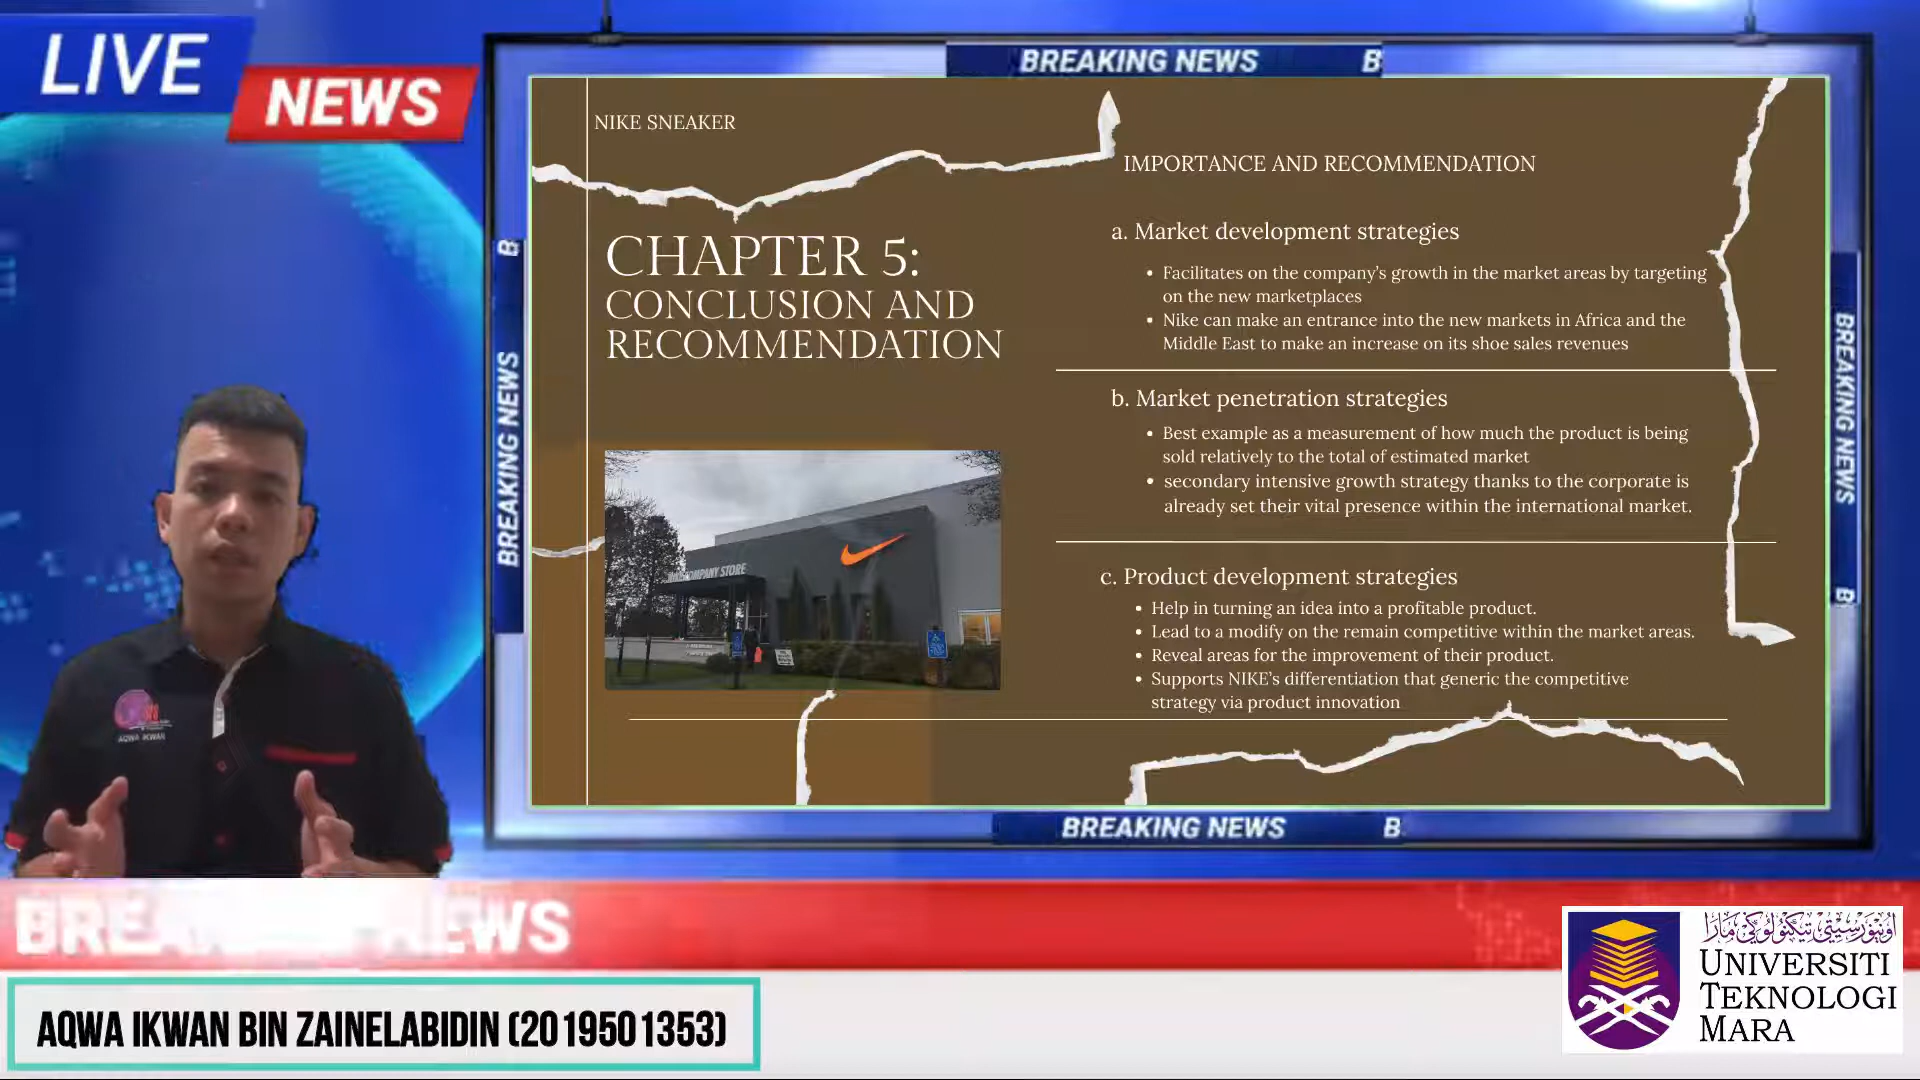 LIVE
NEWS
BREAKING NEWS B
NIKE SNEAKER
IMPORTANCE AND RECOMMENDATION
CHAPTER 5:
CONCLUSION AND
RECOMMENDATION
a. Market development strategies
• Facilitates on the company's growth in the market areas by targeting
on the new marketplaces
• Nike can make an entrance into the new markets in Africa and the
Middle East to make an increase on its shoe sales revenues
b. Market penetration strategies
• Best example as a measurement of how much the product is being
sold relatively to the total of estimated market
• secondary intensive growth strategy thanks to the corporate is
already set their vital presence within the international market.
c. Product development strategies
• Help in turning an idea into a profitable product.
• Lead to a modify on the remain competitive within the market areas.
• Reveal areas for the improvement of their product.
• Supports NIKE's differentiation that generic the competitive
strategy via product innovation
COMPANY STORE
BREAKING NEWS B
BREAKING NEWS B
BREAKING NEWS B
AQWA IKWAN
NEWS
AQWA IKWAN BIN ZAINELABIDIN (2019501353)
اونيۏرسيتي تيكنولوڬي مارا
UNIVERSITI
TEKNOLOGI
MARA